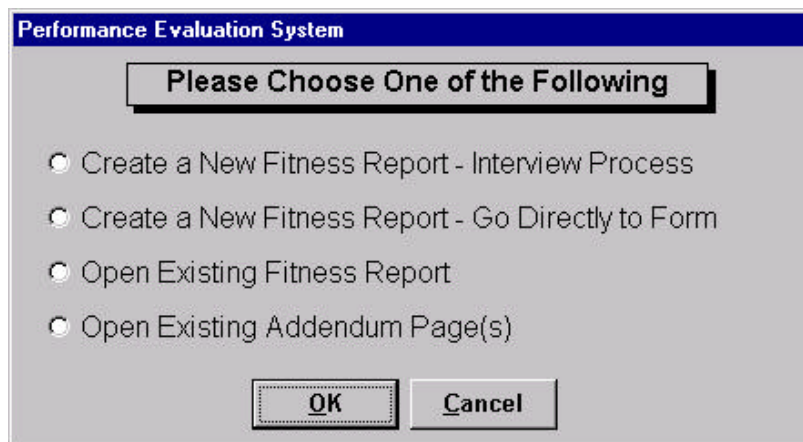 Performance Evaluation System
Please Choose One of the Following
Create a New Fitness Report - Interview Process
Create a New Fitness Report - Go Directly to Form
Open Existing Fitness Report
Open Existing Addendum Page(s)
OK Cancel